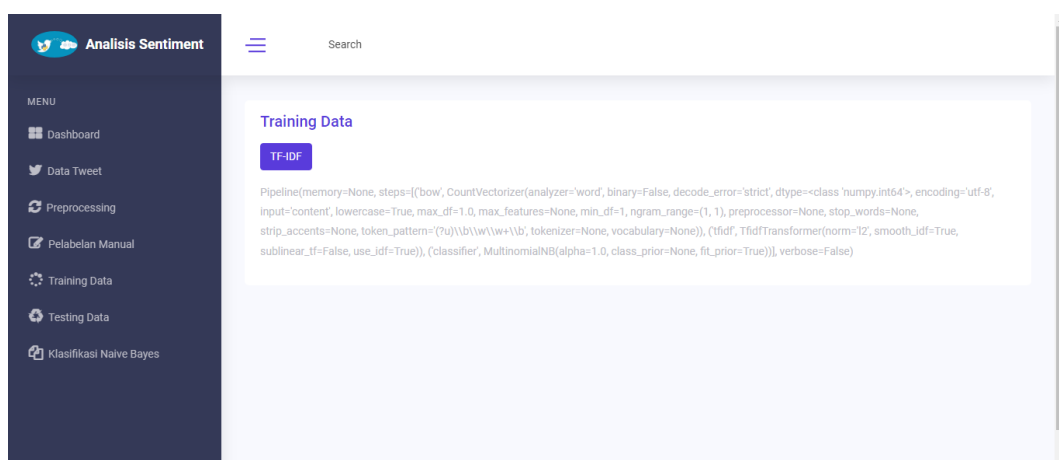 Analisis Sentiment
Search
MENU
Dashboard
Data Tweet
Preprocessing
Pelabelan Manual
Training Data
Testing Data
Klasifikasi Naive Bayes
Training Data
TF-IDF
Pipeline(memory=None, steps=[('bow', CountVectorizer(analyzer='word', binary=False, decode_error='strict', dtype=<class 'numpy.int64'>, encoding='utf-8',
input='content', lowercase=True, max_df=1.0, max_features=None, min_df=1, ngram_range=(1, 1), preprocessor=None, stop_words=None,
strip_accents=None, token_pattern='(?u)\\b\\w\\w+\\b', tokenizer=None, vocabulary=None)), ('tfidf', TfidfTransformer(norm='l2', smooth_idf=True,
sublinear_tf=False, use_idf=True)), ('classifier', MultinomialNB(alpha=1.0, class_prior=None, fit_prior=True))], verbose=False)